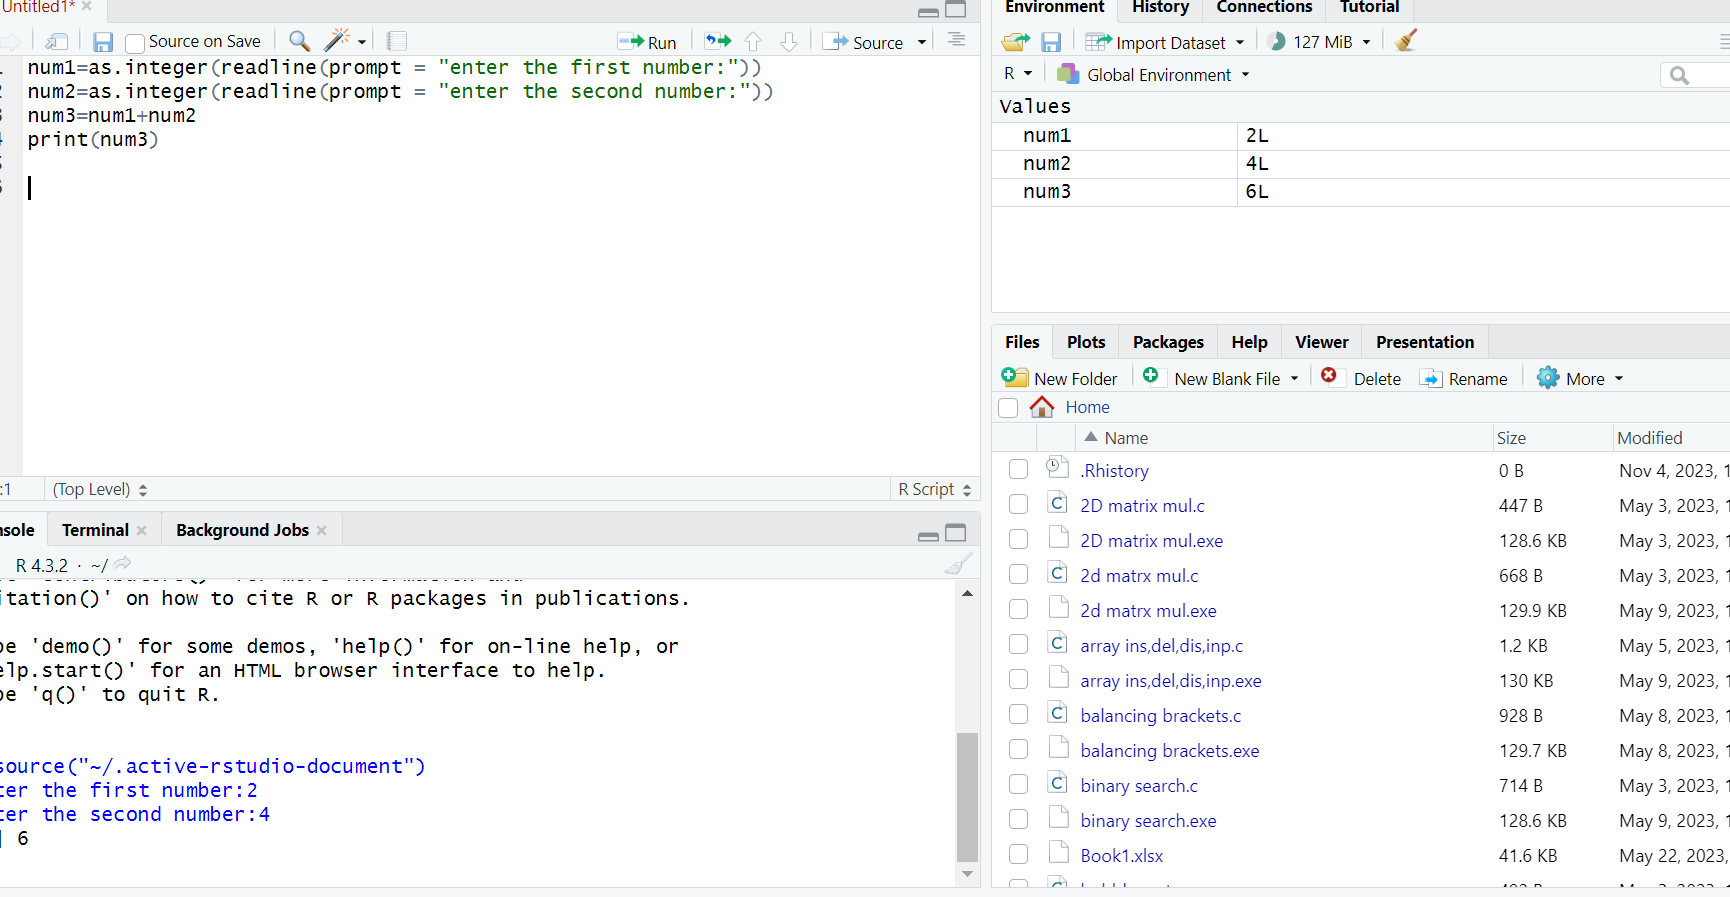 Untitled1*
Source on Save
Run
Source
num1=as.integer(readline(prompt = "enter the first number:"))
num2=as.integer(readline(prompt = "enter the second number:"))
num3=num1+num2
print(num3)
:1 (Top Level)
R Script
nsole Terminal Background Jobs
R 4.3.2 · ~/
itation()' on how to cite R or R packages in publications.
pe 'demo()' for some demos, 'help()' for on-line help, or
elp.start()' for an HTML browser interface to help.
pe 'q()' to quit R.
source("~/.active-rstudio-document")
ter the first number:2
ter the second number:4
] 6
Environment History Connections Tutorial
Import Dataset 127 MiB
R Global Environment
Values
num1 2L
num2 4L
num3 6L
Files Plots Packages Help Viewer Presentation
New Folder New Blank File Delete Rename More
Home
Name Size Modified
.Rhistory 0 B Nov 4, 2023, 1
2D matrix mul.c 447 B May 3, 2023, 1
2D matrix mul.exe 128.6 KB May 3, 2023, 1
2d matrx mul.c 668 B May 3, 2023, 1
2d matrx mul.exe 129.9 KB May 9, 2023, 1
array ins,del,dis,inp.c 1.2 KB May 5, 2023, 1
array ins,del,dis,inp.exe 130 KB May 9, 2023, 1
balancing brackets.c 928 B May 8, 2023, 1
balancing brackets.exe 129.7 KB May 8, 2023, 1
binary search.c 714 B May 3, 2023, 1
binary search.exe 128.6 KB May 9, 2023, 1
Book1.xlsx 41.6 KB May 22, 2023,